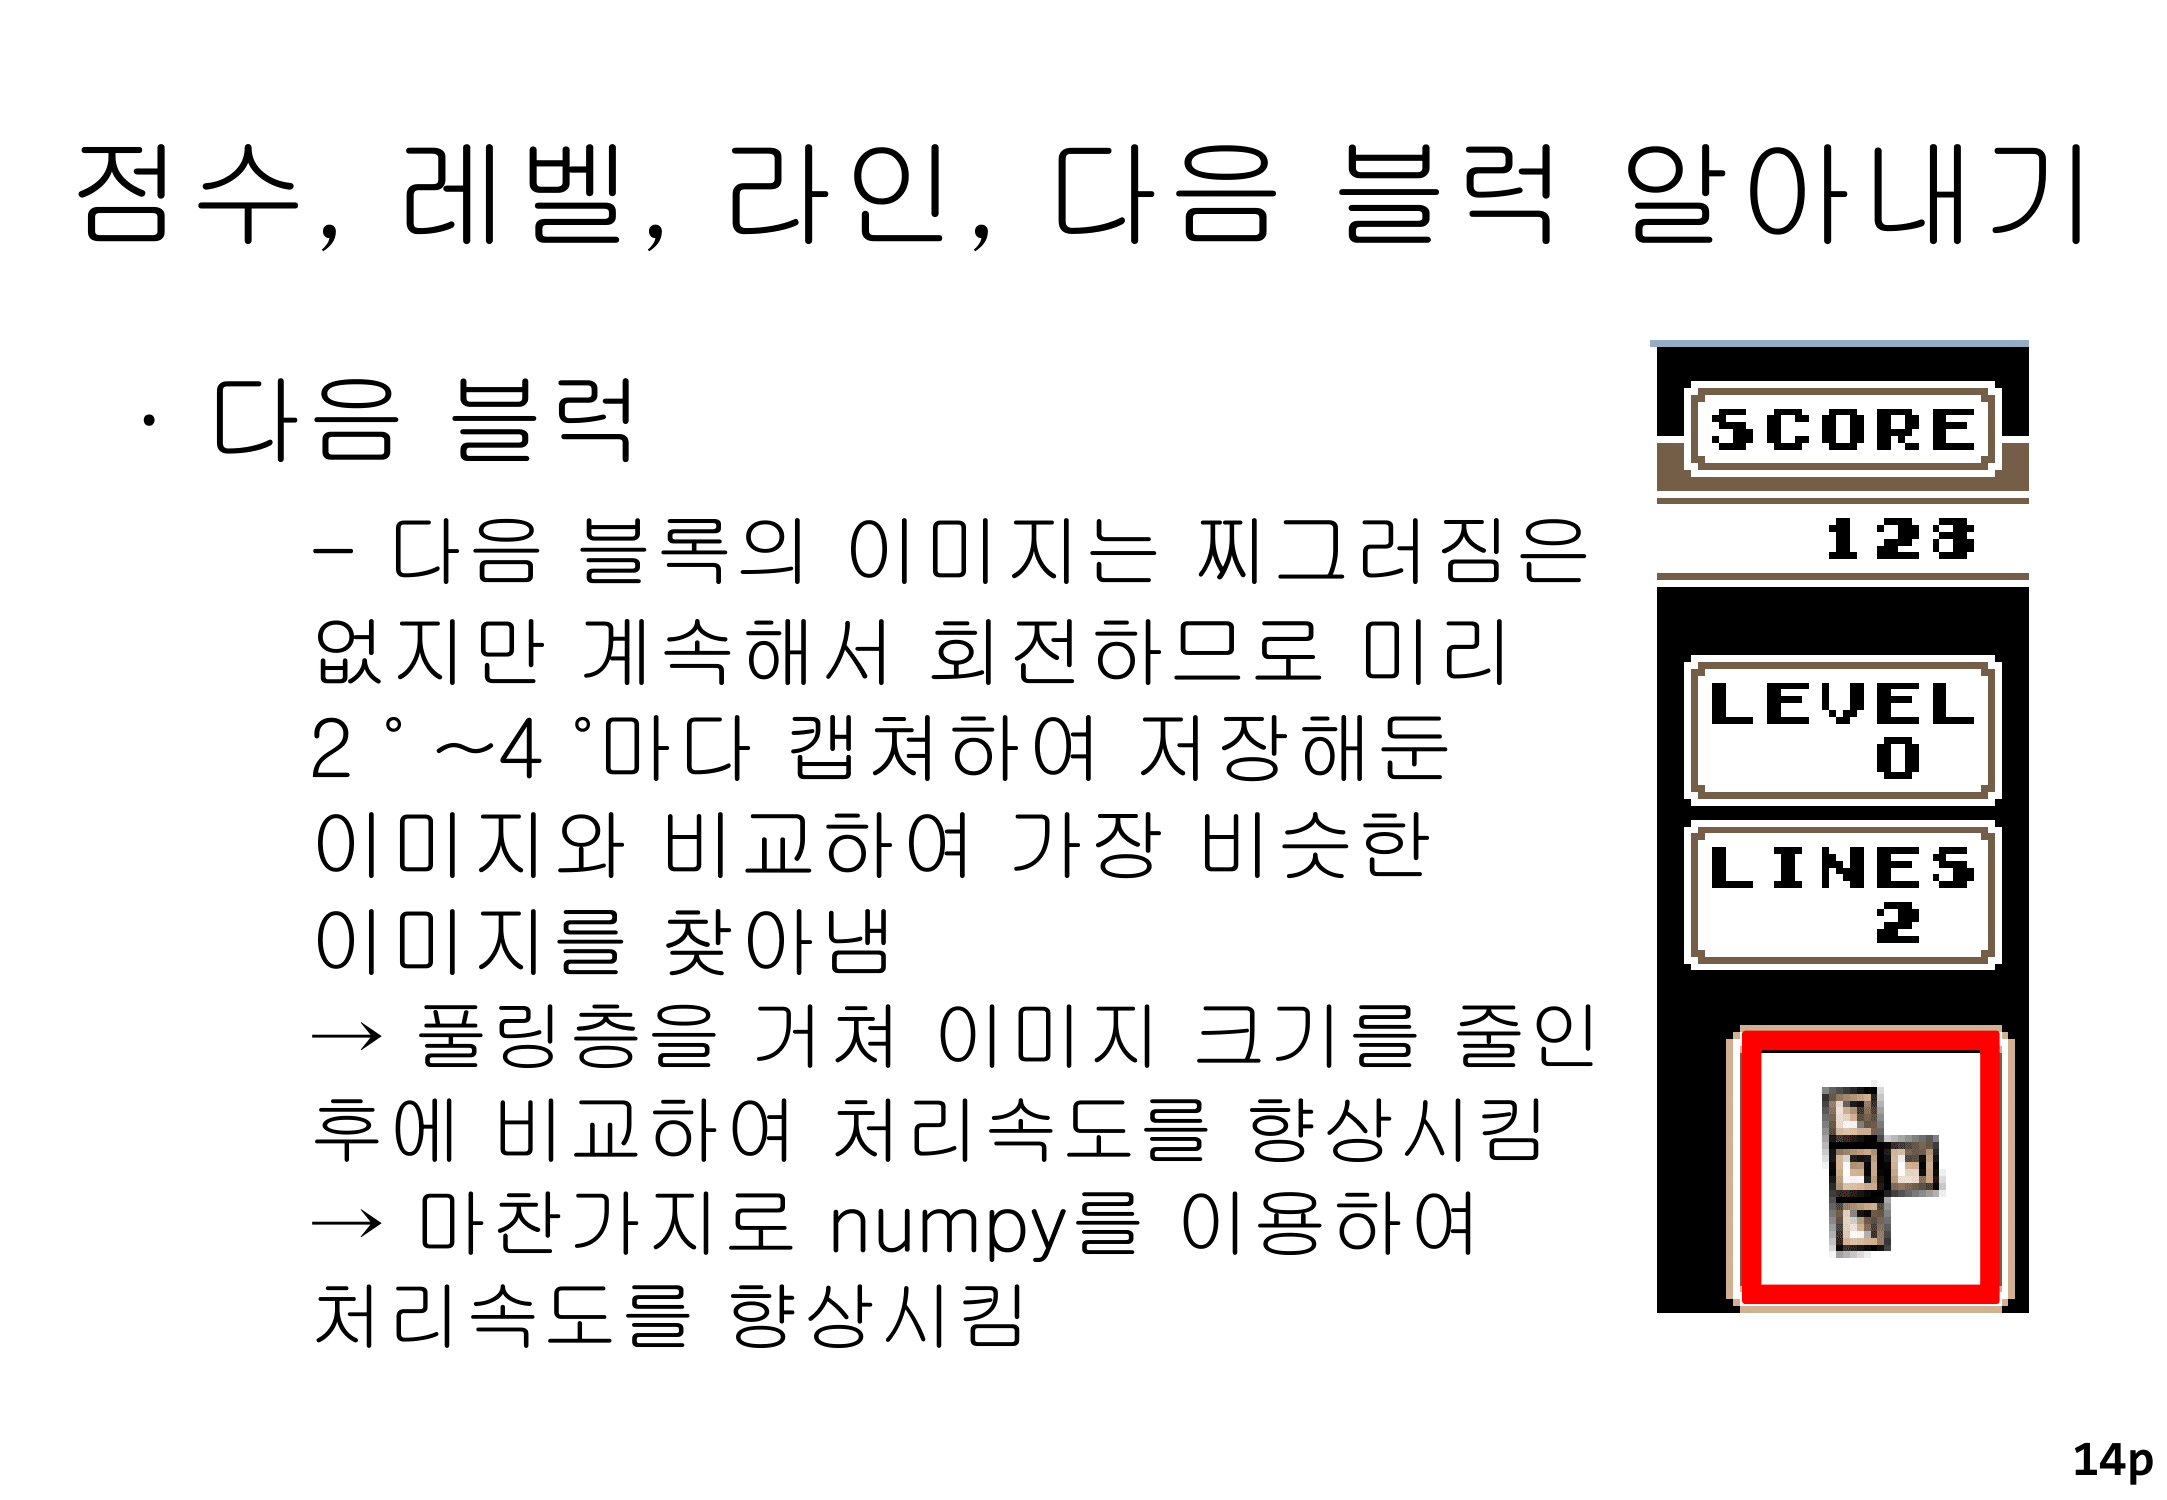 점수, 레벨, 라인, 다음 블럭 알아내기
· 다음 블럭
- 다음 블록의 이미지는 찌그러짐은
없지만 계속해서 회전하므로 미리
2˚~4˚마다 캡쳐하여 저장해둔
이미지와 비교하여 가장 비슷한
이미지를 찾아냄
→ 풀링층을 거쳐 이미지 크기를 줄인
후에 비교하여 처리속도를 향상시킴
→ 마찬가지로 numpy를 이용하여
처리속도를 향상시킴
SCORE
123
LEVEL
0
LINES
2
14p